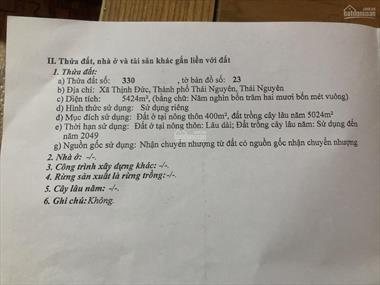 batdongsan
II. Thửa đất, nhà ở và tài sản khác gắn liền với đất
1. Thửa đất:
a) Thửa đất số: 330 , tờ bản đồ số: 23
b) Địa chỉ: Xã Thịnh Đức, Thành phố Thái Nguyên, Thái Nguyên
c) Diện tích: 5424m², (bằng chữ: Năm nghìn bốn trăm hai mươi bốn mét vuông)
d) Hình thức sử dụng: Sử dụng riêng
đ) Mục đích sử dụng: Đất ở tại nông thôn 400m², đất trồng cây lâu năm 5024m²
e) Thời hạn sử dụng: Đất ở tại nông thôn: Lâu dài; Đất trồng cây lâu năm: Sử dụng đến
năm 2049
g) Nguồn gốc sử dụng: Nhận chuyển nhượng từ đất có nguồn gốc nhận chuyển nhượng
2. Nhà ở: -/-.
3. Công trình xây dựng khác: -/-.
4. Rừng sản xuất là rừng trồng: -/-.
5. Cây lâu năm: -/-.
6. Ghi chú: Không.